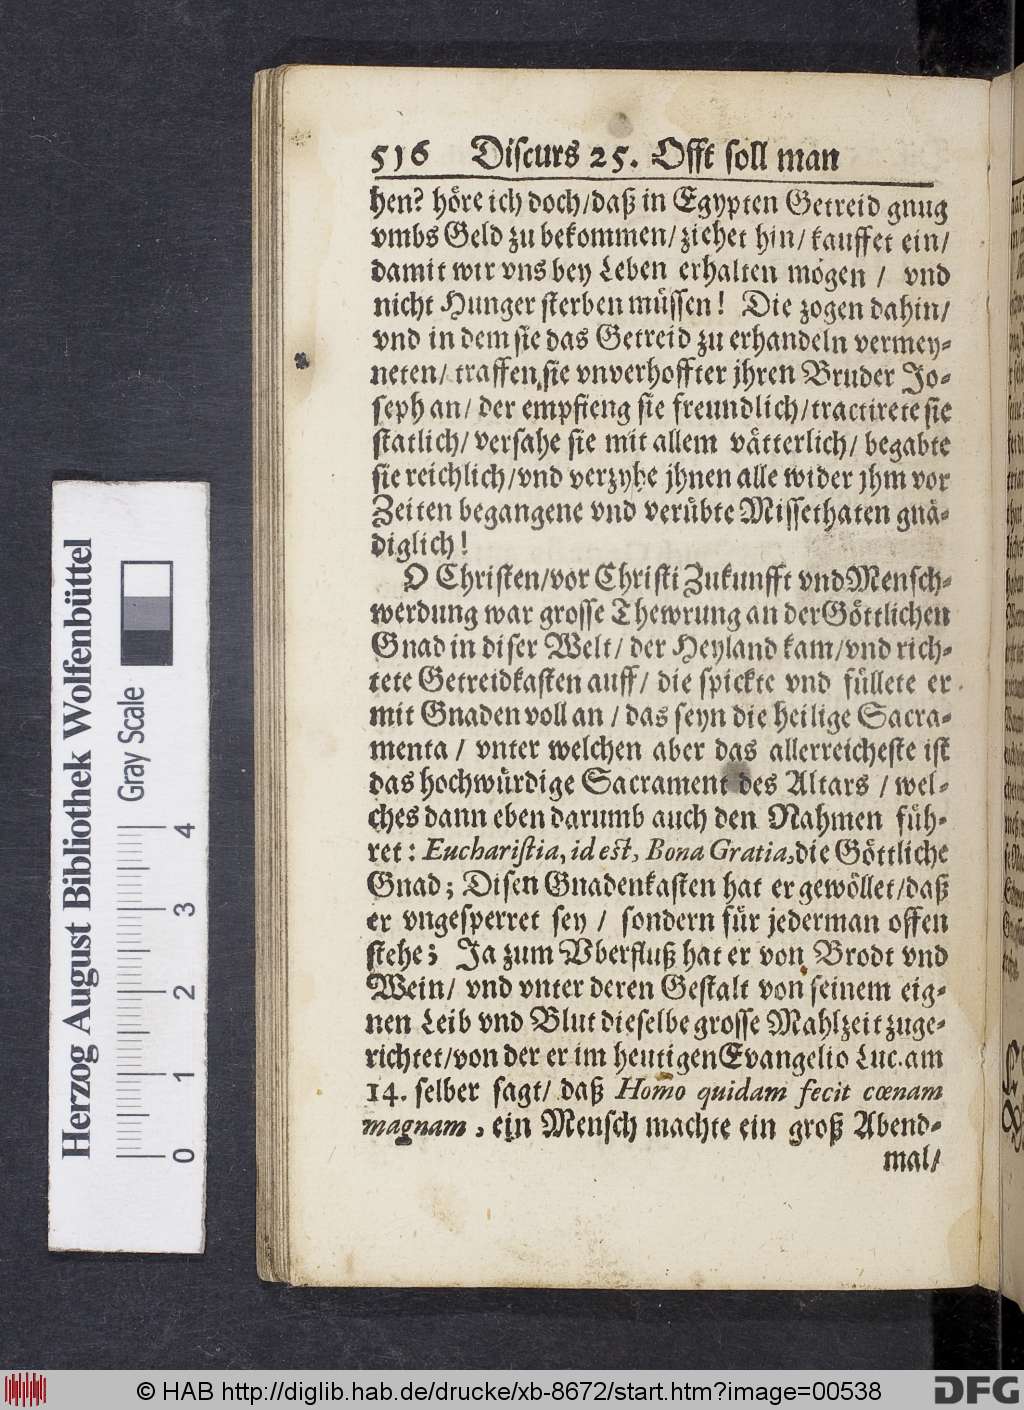 516 Discurs 25. Offt soll man
hen? höre ich doch/daß in Egypten Getreid gnug
vmbs Geld zu bekommen/ ziehet hin/ kauffet ein/
damit wir vns bey Leben erhalten mögen / vnd
nicht Hunger sterben müssen! Die zogen dahin/
vnd in dem sie das Getreid zu erhandeln vermey-
neten/ traffen sie vnverhoffter jhren Bruder Jo-
seph an/ der empfieng sie freundlich/tractirete sie
statlich/ versahe sie mit allem vätterlich/ begabte
sie reichlich/vnd verzyhe jhnen alle wider jhm vor
Zeiten begangene vnd verübte Missethaten gnä-
diglich!
O Christen/vor Christi Zukunfft vnd Mensch-
werdung war grosse Thewrung an der Göttlichen
Gnad in diser Welt/ der Heyland kam/vnd rich-
tete Getreidkasten auff/ die spickte vnd füllete er
mit Gnaden voll an / das seyn die heilige Sacra-
menta / vnter welchen aber das allerreicheste ist
das hochwürdige Sacrament des Altars / wel-
ches dann eben darumb auch den Nahmen füh-
ret: Eucharistia, id est, Bona Gratia, die Göttliche
Gnad; Disen Gnadenkasten hat er gewöllet/daß
er vngesperret sey / sondern für jederman offen
stehe; Ja zum Vberfluß hat er von Brodt vnd
Wein/ vnd vnter deren Gestalt von seinem eig-
nen Leib vnd Blut dieselbe grosse Mahlzeit zuge-
richtet/von der er im heutigen Evangelio Luc. am
14. selber sagt/ daß Homo quidam fecit cœnam
magnam, ein Mensch machte ein groß Abend-
mal/
Herzog August Bibliothek Wolfenbüttel
Gray Scale
0 1 2 3 4
© HAB http://diglib.hab.de/drucke/xb-8672/start.htm?image=00538
DFG